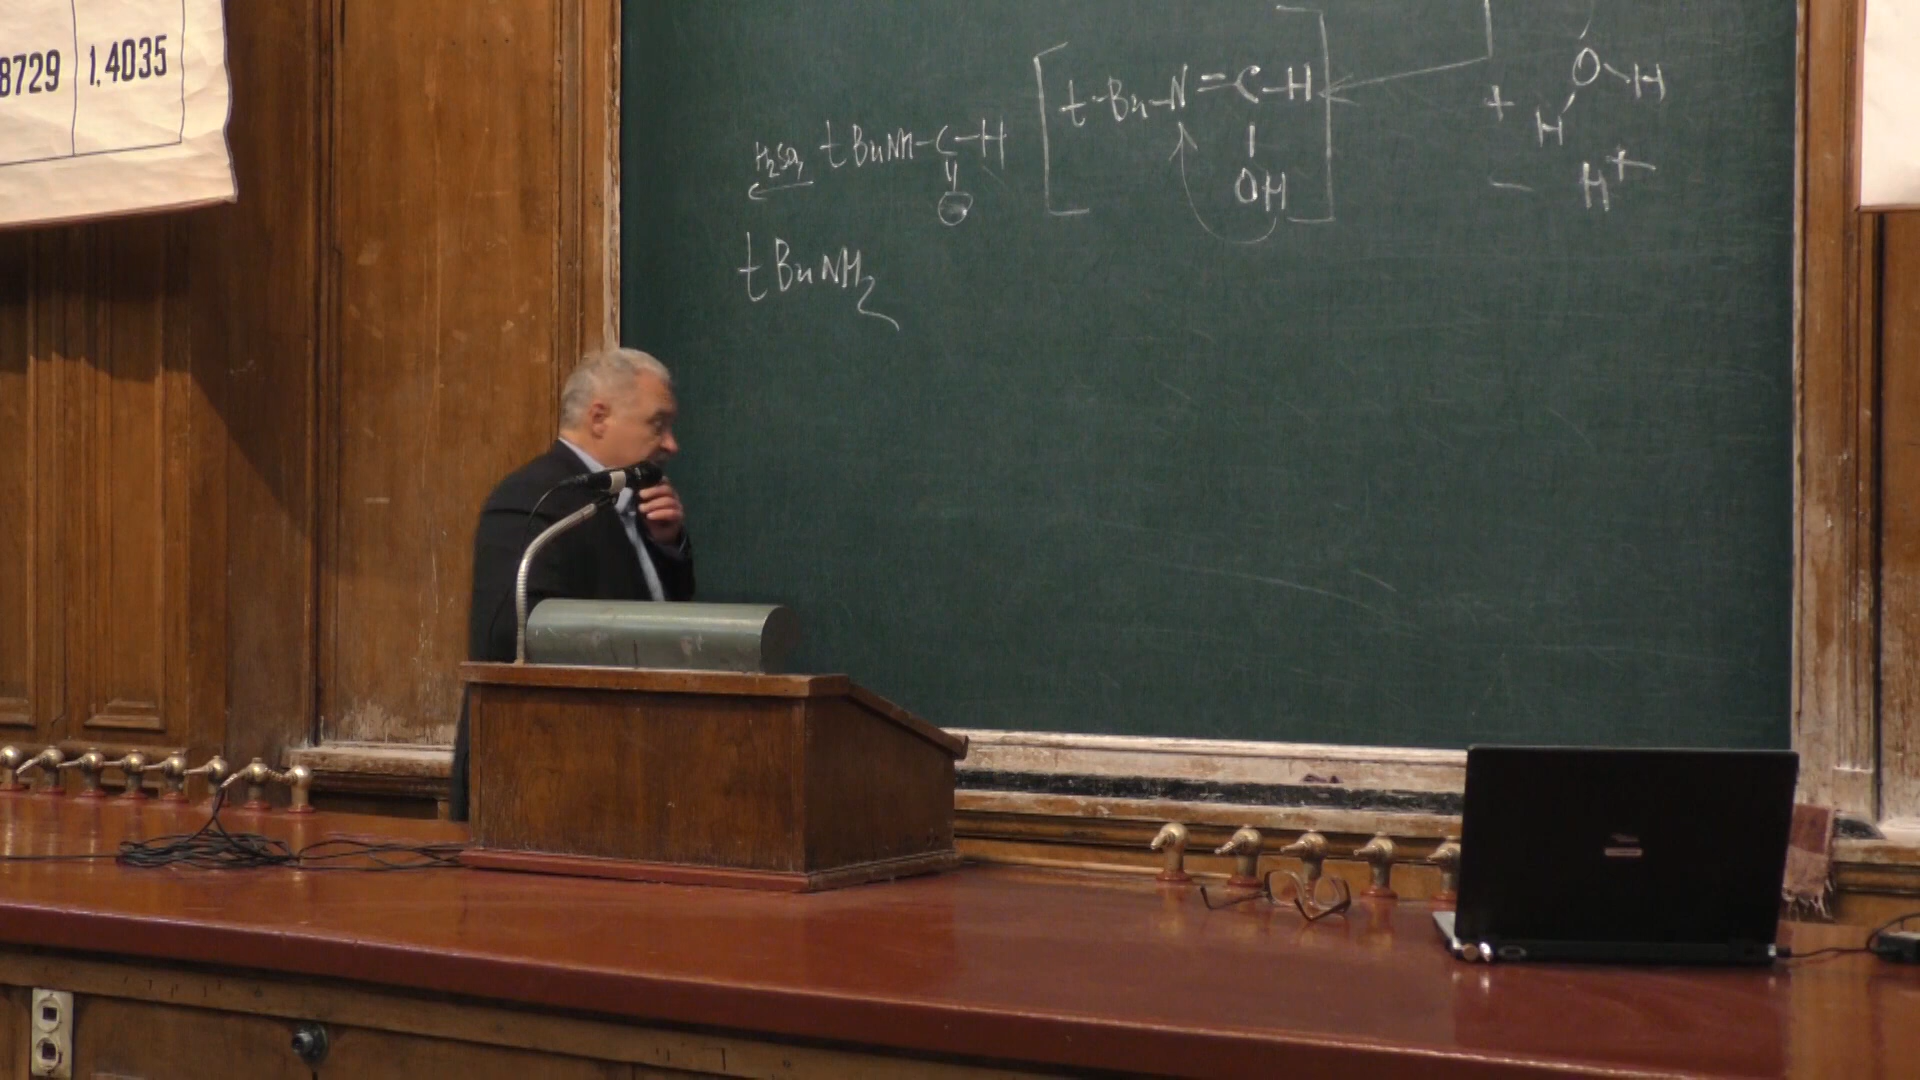 8729 1,4035
H₂SO₄ tBuNH-C-H
O
tBuNH₂
t-Bu-N=C-H
OH
+ O-H
H
- H⁺